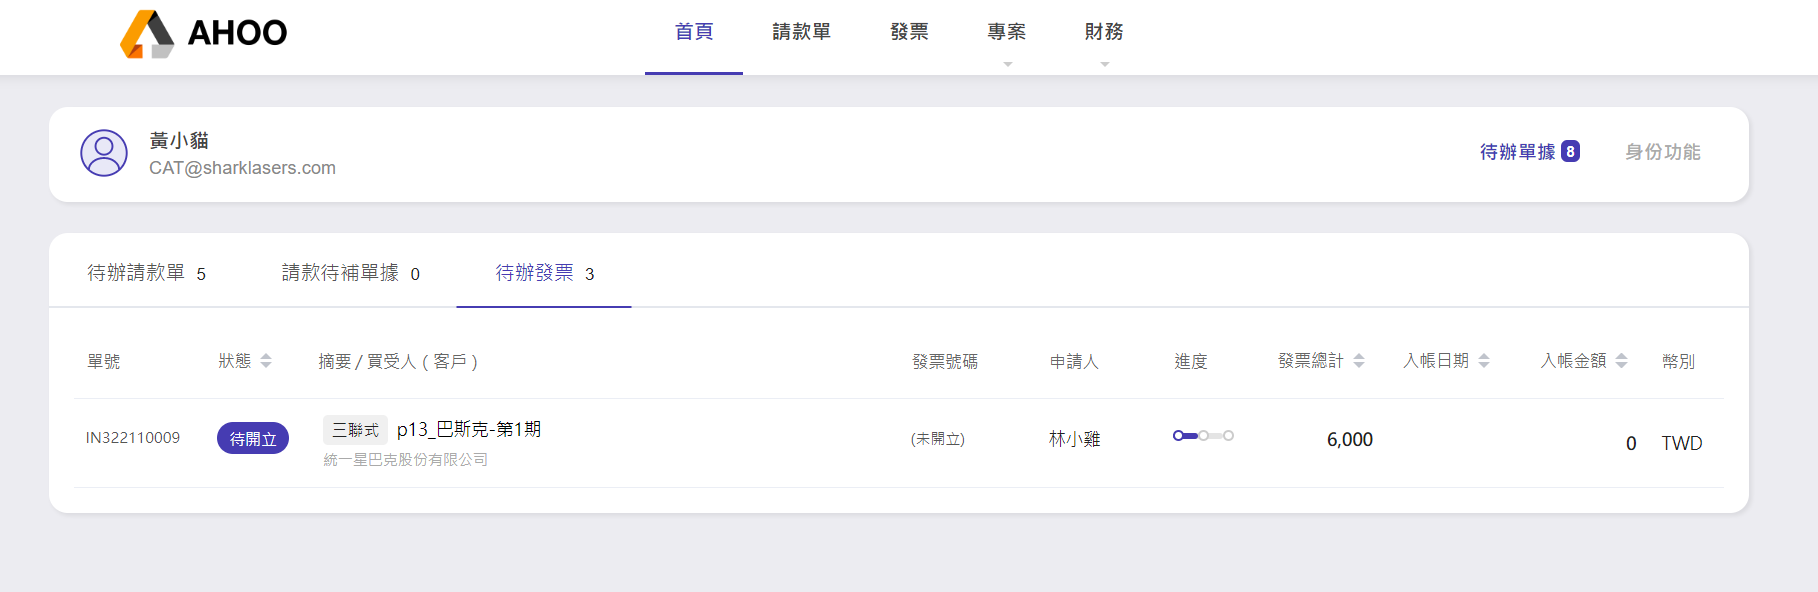 AHOO
首頁 請款單 發票 專案 財務
黃小貓
CAT@sharklasers.com
待辦單據 8 身份功能
待辦請款單 5 請款待補單據 0 待辦發票 3
單號 狀態 摘要 / 買受人 ( 客戶 ) 發票號碼 申請人 進度 發票總計 入帳日期 入帳金額 幣別
IN322110009 待開立 三聯式 p13_巴斯克-第1期 (未開立) 林小雞 6,000 0 TWD
統一星巴克股份有限公司